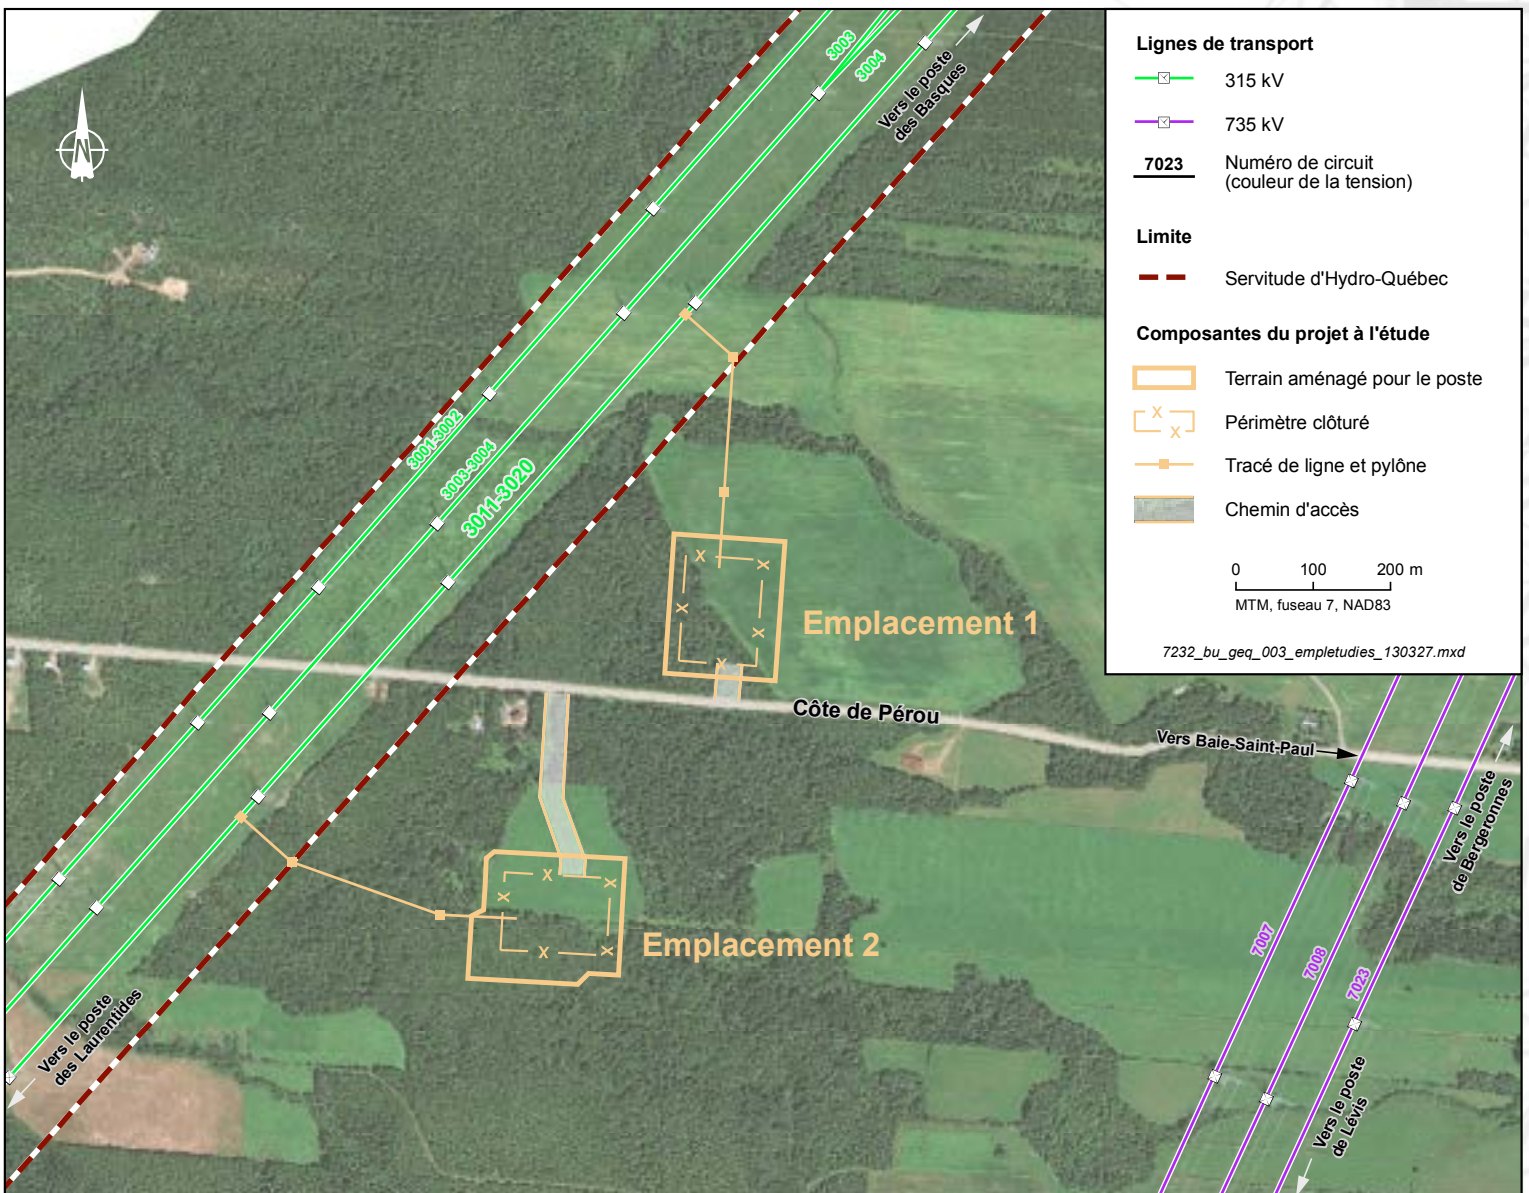 Lignes de transport
315 kV
735 kV
7023 Numéro de circuit
(couleur de la tension)
Limite
Servitude d'Hydro-Québec
Composantes du projet à l'étude
Terrain aménagé pour le poste
X
X
Périmètre clôturé
Tracé de ligne et pylône
Chemin d'accès
0 100 200 m
MTM, fuseau 7, NAD83
7232_bu_geq_003_empletudies_130327.mxd
N
3003
3004
Vers le poste
des Basques
3001-3002
3003-3004
3011-3020
X
X
X
X
X
Emplacement 1
Côte de Pérou
Vers Baie-Saint-Paul
Vers le poste
de Bergeronnes
X
X
X
X
X
Emplacement 2
7007
7008
7023
Vers le poste
des Laurentides
Vers le poste
de Lévis